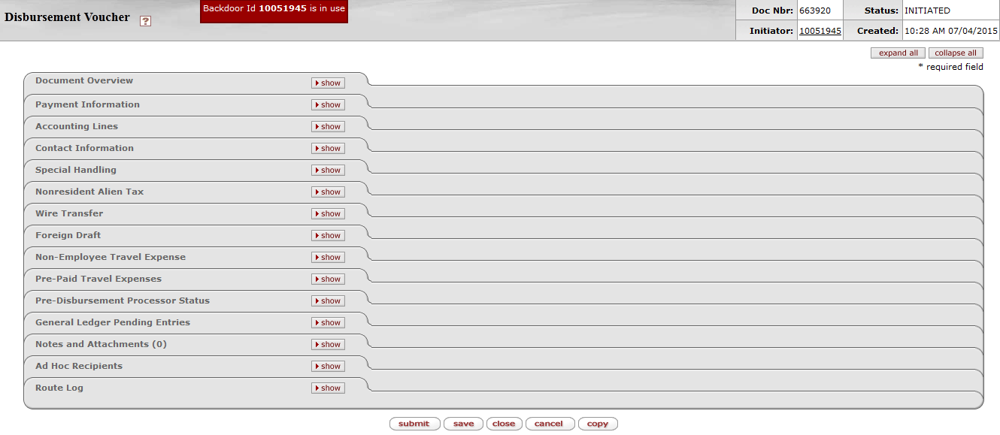 Disbursement Voucher ?
Backdoor Id 10051945 is in use
Doc Nbr: 663920 Status: INITIATED
Initiator: 10051945 Created: 10:28 AM 07/04/2015
expand all collapse all
* required field
Document Overview show
Payment Information show
Accounting Lines show
Contact Information show
Special Handling show
Nonresident Alien Tax show
Wire Transfer show
Foreign Draft show
Non-Employee Travel Expense show
Pre-Paid Travel Expenses show
Pre-Disbursement Processor Status show
General Ledger Pending Entries show
Notes and Attachments (0) show
Ad Hoc Recipients show
Route Log show
submit save close cancel copy